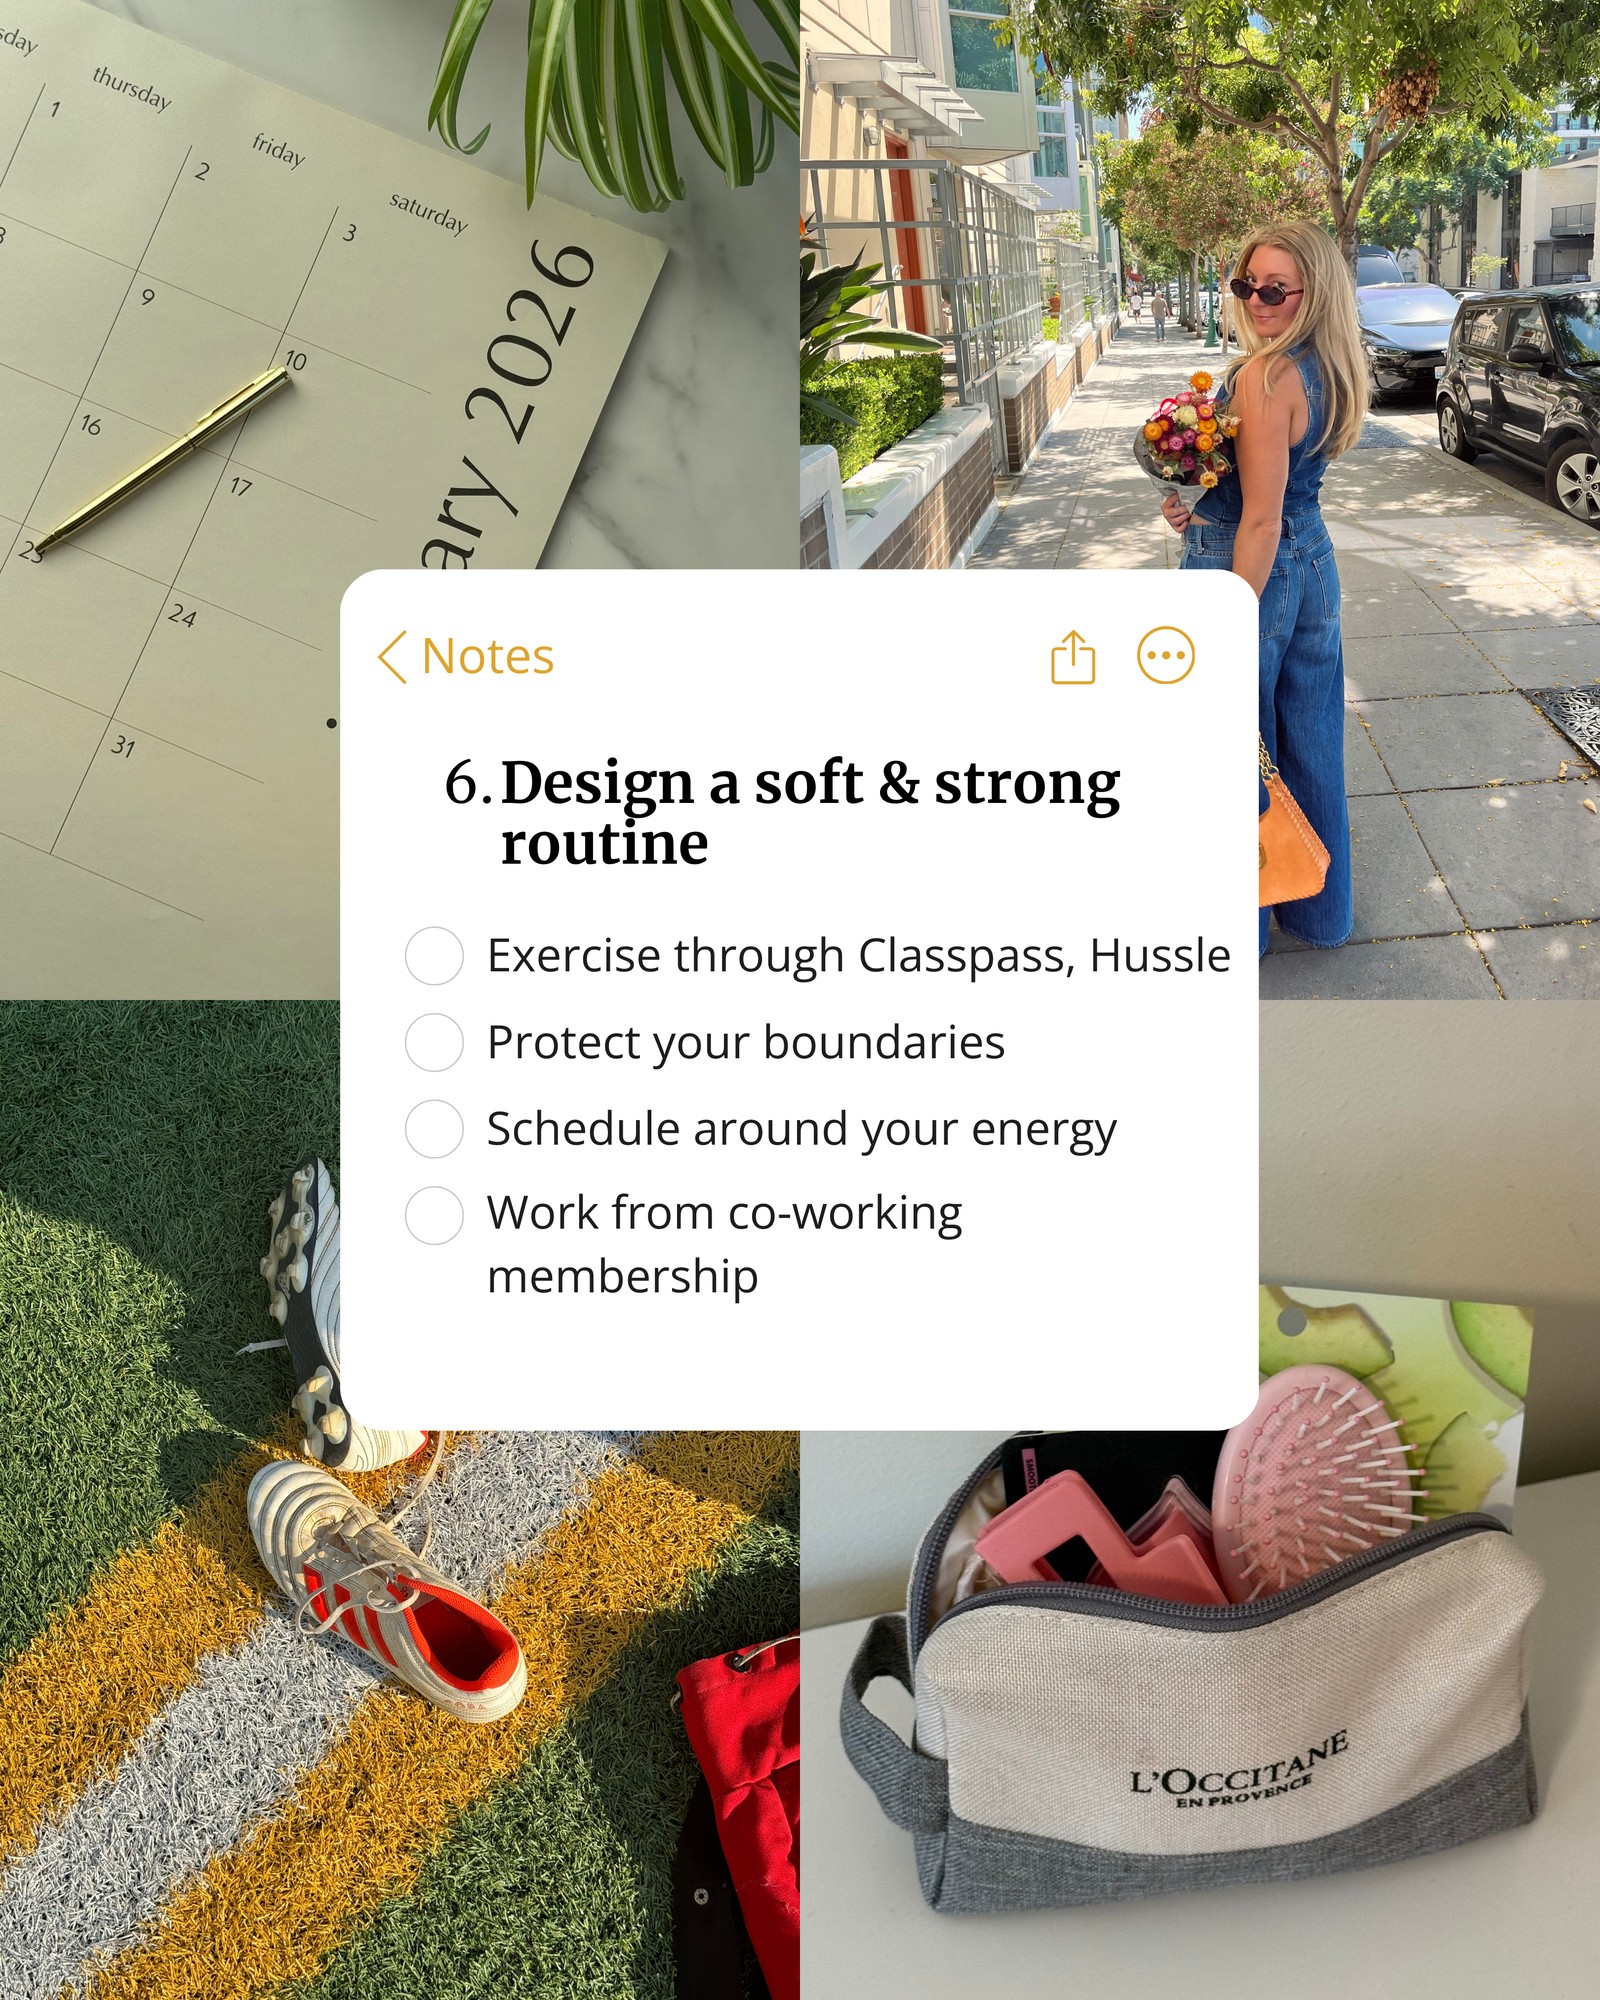 thursday
friday
saturday
1
2
3
9
10
16
17
23
24
31
ary 2026
Notes
6. Design a soft & strong
routine
Exercise through Classpass, Hussle
Protect your boundaries
Schedule around your energy
Work from co-working
membership
COPA
L'OCCITANE
EN PROVENCE